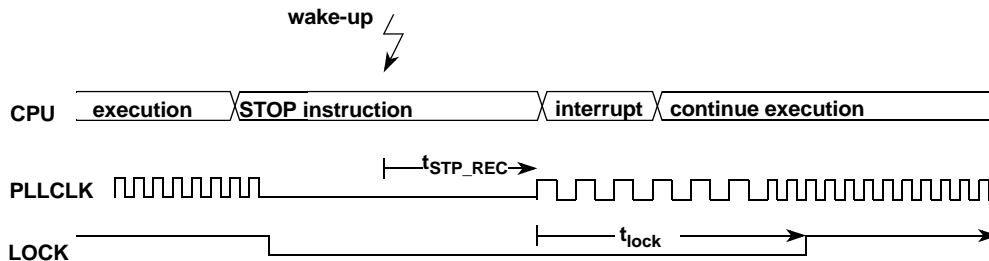 wake-up
CPU execution STOP instruction interrupt continue execution
tSTP_REC
PLLCLK
tlock
LOCK